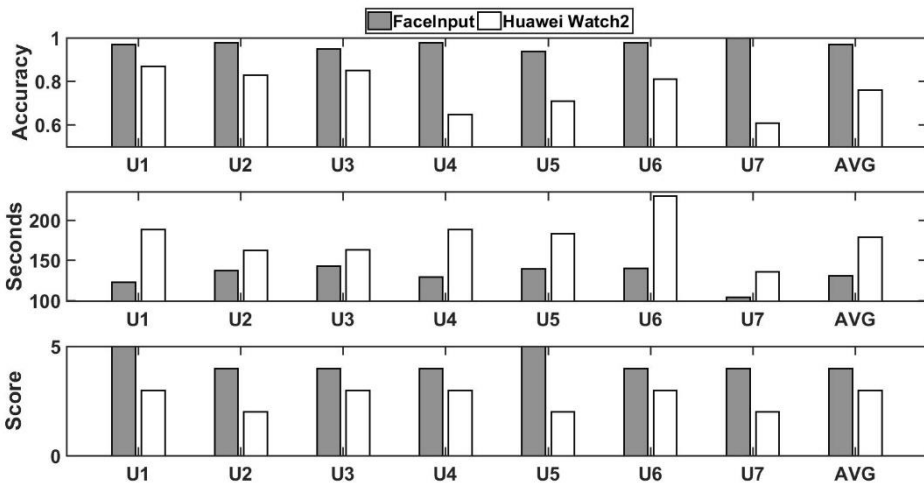 FaceInput Huawei Watch2
Accuracy
1
0.8
0.6
U1 U2 U3 U4 U5 U6 U7 AVG
Seconds
200
150
100
U1 U2 U3 U4 U5 U6 U7 AVG
Score
5
0
U1 U2 U3 U4 U5 U6 U7 AVG